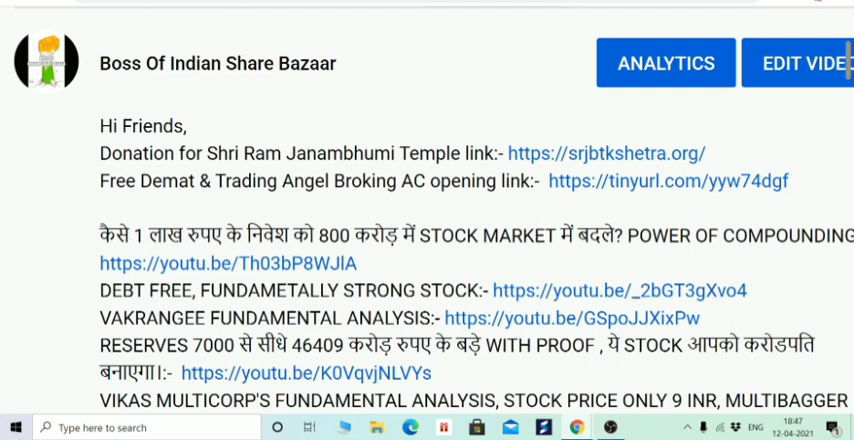 Boss Of Indian Share Bazaar
ANALYTICS
EDIT VIDE
Hi Friends,
Donation for Shri Ram Janambhumi Temple link:- https://srjbtkshetra.org/
Free Demat & Trading Angel Broking AC opening link:- https://tinyurl.com/yyw74dgf
कैसे 1 लाख रुपए के निवेश को 800 करोड़ में STOCK MARKET में बदले? POWER OF COMPOUNDING
https://youtu.be/Th03bP8WJlA
DEBT FREE, FUNDAMETALLY STRONG STOCK:- https://youtu.be/_2bGT3gXvo4
VAKRANGEE FUNDAMENTAL ANALYSIS:- https://youtu.be/GSpoJJXixPw
RESERVES 7000 से सीधे 46409 करोड़ रुपए के बड़े WITH PROOF , ये STOCK आपको करोडपति
बनाएगा।:- https://youtu.be/K0VqvjNLVYs
VIKAS MULTICORP'S FUNDAMENTAL ANALYSIS, STOCK PRICE ONLY 9 INR, MULTIBAGGER
Type here to search
ENG
18:47
12-04-2021